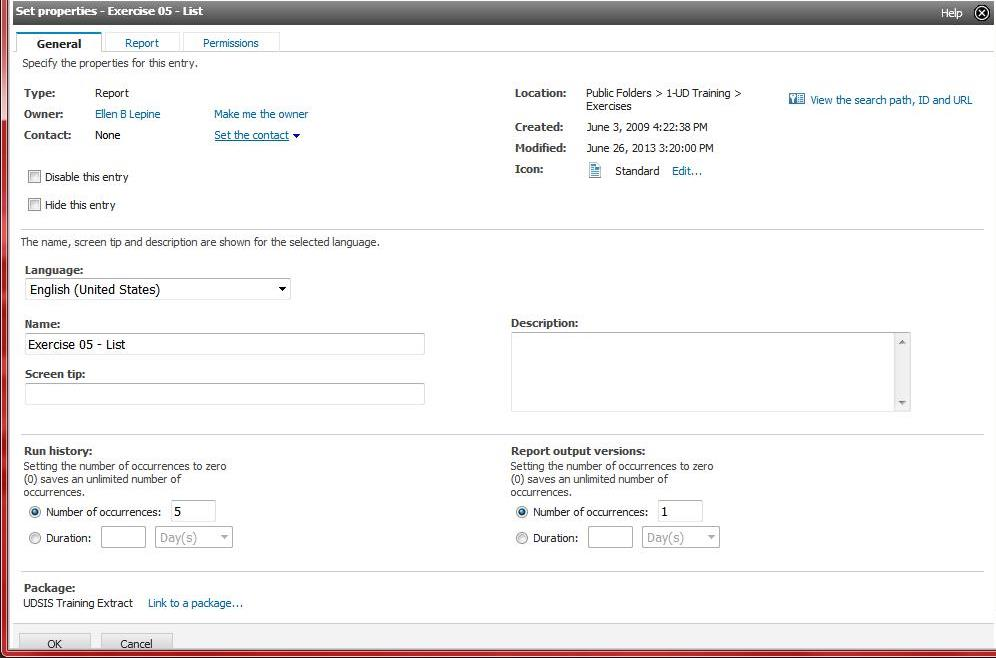 Set properties - Exercise 05 - List
Help
General
Report
Permissions
Specify the properties for this entry.
Type: Report
Owner: Ellen B Lepine Make me the owner
Contact: None Set the contact
Disable this entry
Hide this entry
Location: Public Folders > 1-UD Training >
Exercises
Created: June 3, 2009 4:22:38 PM
Modified: June 26, 2013 3:20:00 PM
Icon: Standard Edit...
View the search path, ID and URL
The name, screen tip and description are shown for the selected language.
Language:
English (United States)
Name:
Exercise 05 - List
Screen tip:
Description:
Run history:
Setting the number of occurrences to zero
(0) saves an unlimited number of
occurrences.
Number of occurrences: 5
Duration: Day(s)
Report output versions:
Setting the number of occurrences to zero
(0) saves an unlimited number of
occurrences.
Number of occurrences: 1
Duration: Day(s)
Package:
UDSIS Training Extract Link to a package...
OK
Cancel